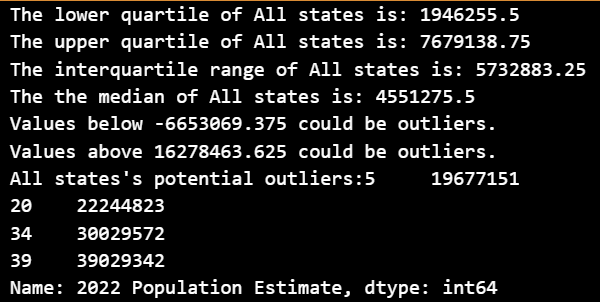 The lower quartile of All states is: 1946255.5
The upper quartile of All states is: 7679138.75
The interquartile range of All states is: 5732883.25
The the median of All states is: 4551275.5
Values below -6653069.375 could be outliers.
Values above 16278463.625 could be outliers.
All states's potential outliers:5     19677151
20    22244823
34    30029572
39    39029342
Name: 2022 Population Estimate, dtype: int64